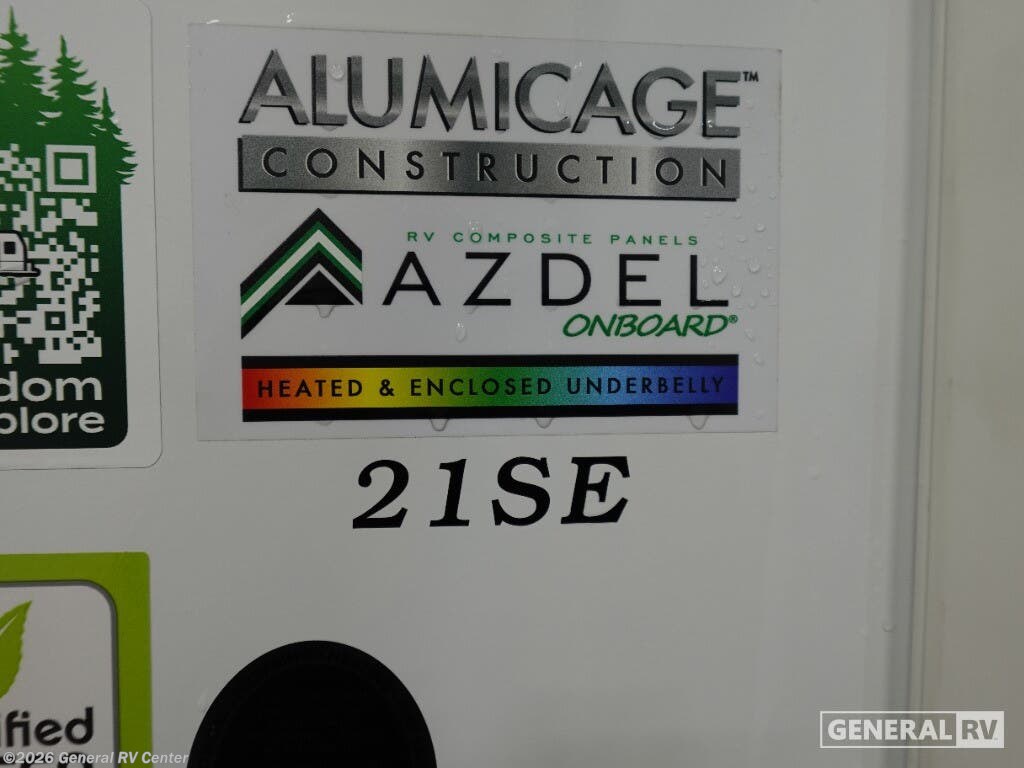 ALUMICAGE™
CONSTRUCTION
RV COMPOSITE PANELS
AZDEL
ONBOARD®
HEATED & ENCLOSED UNDERBELLY
21SE
dom
plore
ified
©2026 General RV Center
GENERAL RV